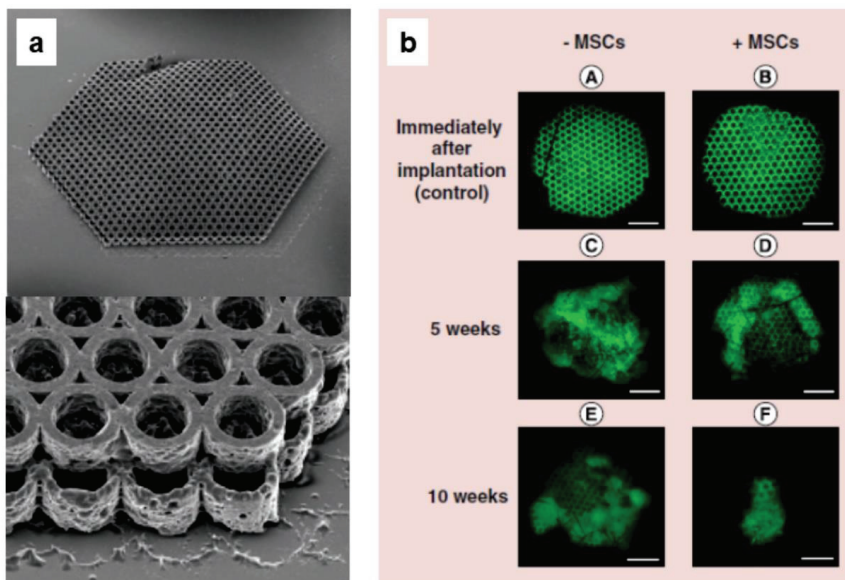 a
b
- MSCs
+ MSCs
A
B
Immediately
after
implantation
(control)
C
D
5 weeks
E
F
10 weeks